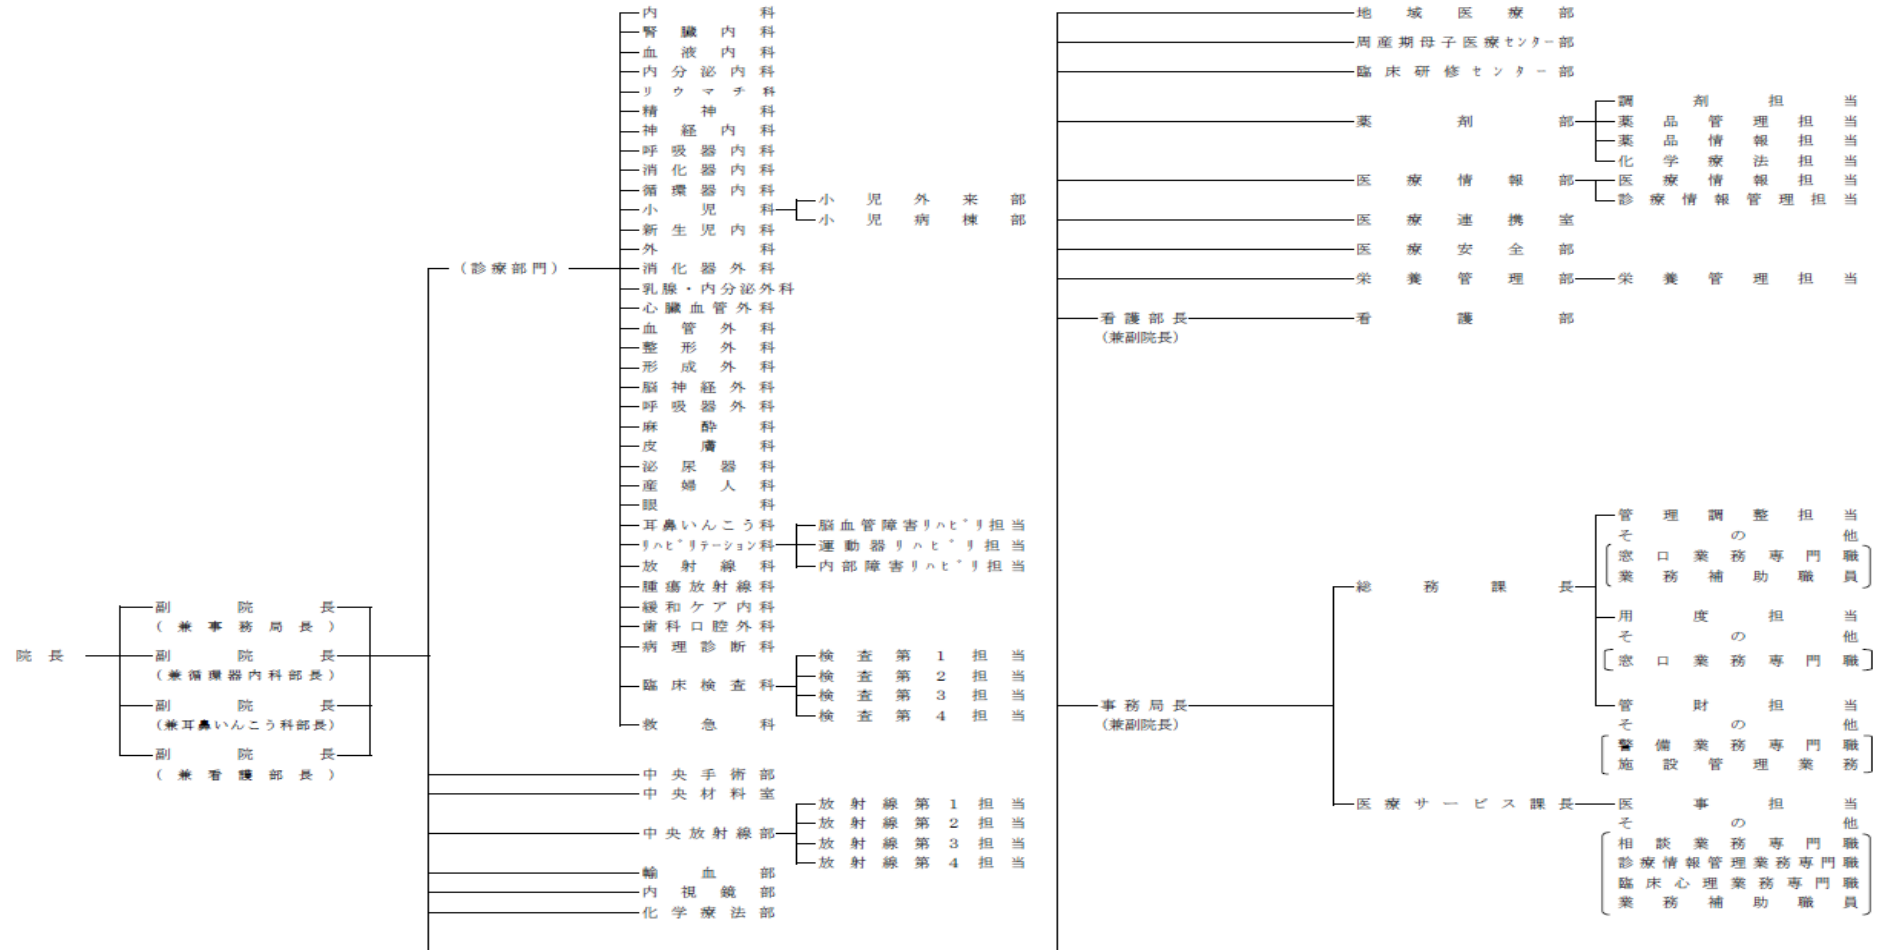 院長
副院長
(兼事務局長)
副院長
(兼循環器内科部長)
副院長
(兼耳鼻いんこう科部長)
副院長
(兼看護部長)
(診療部門)
内科
腎臓内科
血液内科
内分泌内科
リウマチ科
精神科
神経内科
呼吸器内科
消化器内科
循環器内科
小児科
小児外来部
小児病棟部
新生児内科
外科
消化器外科
乳腺・内分泌外科
心臓血管外科
血管外科
整形外科
形成外科
脳神経外科
呼吸器外科
麻酔科
皮膚科
泌尿器科
産婦人科
眼科
耳鼻いんこう科
リハビリテーション科
脳血管障害リハビリ担当
運動器リハビリ担当
内部障害リハビリ担当
放射線科
腫瘍放射線科
緩和ケア内科
歯科口腔外科
病理診断科
臨床検査科
検査第1担当
検査第2担当
検査第3担当
検査第4担当
救急科
中央手術部
中央材料室
中央放射線部
放射線第1担当
放射線第2担当
放射線第3担当
放射線第4担当
輸血部
内視鏡部
化学療法部
地域医療部
周産期母子医療センター部
臨床研修センター部
薬剤部
調剤担当
薬品管理担当
薬品情報担当
化学療法担当
医療情報部
医療情報担当
診療情報管理担当
医療連携室
医療安全部
栄養管理部
栄養管理担当
看護部長
(兼副院長)
看護部
事務局長
(兼副院長)
総務課長
管理調整担当
その他
窓口業務専門職
業務補助職員
用度担当
その他
窓口業務専門職
管財担当
その他
警備業務専門職
施設管理業務
医療サービス課長
医事担当
その他
相談業務専門職
診療情報管理業務専門職
臨床心理業務専門職
業務補助職員